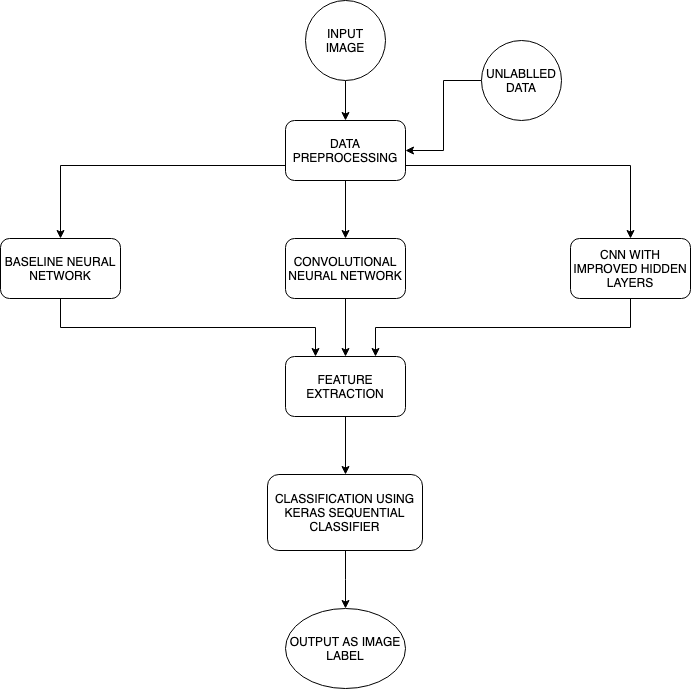 INPUT
IMAGE
UNLABLLED
DATA
DATA
PREPROCESSING
BASELINE NEURAL
NETWORK
CONVOLUTIONAL
NEURAL NETWORK
CNN WITH
IMPROVED HIDDEN
LAYERS
FEATURE
EXTRACTION
CLASSIFICATION USING
KERAS SEQUENTIAL
CLASSIFIER
OUTPUT AS IMAGE
LABEL